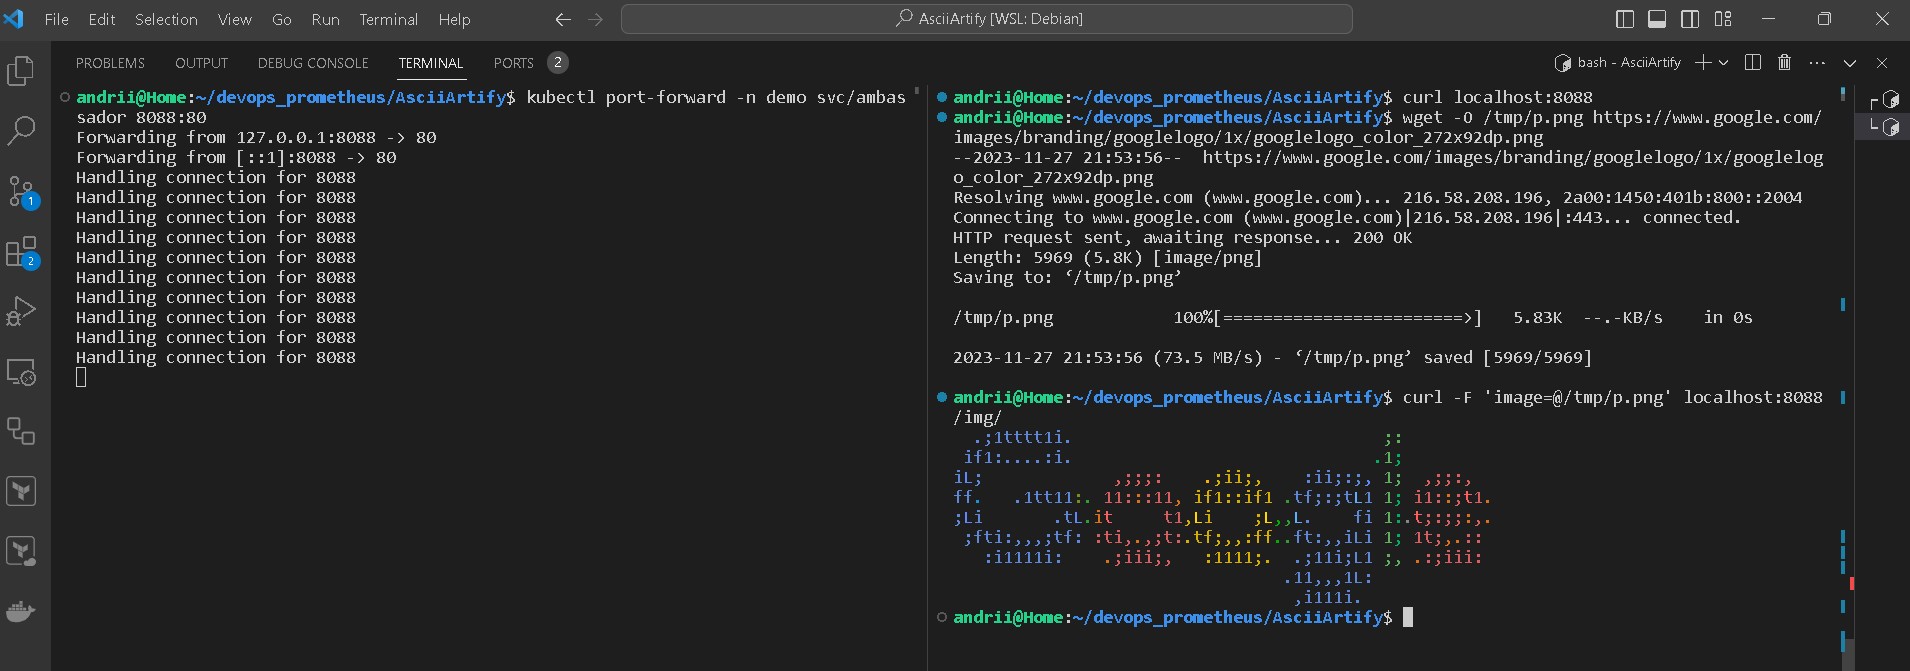 File Edit Selection View Go Run Terminal Help
AsciiArtify [WSL: Debian]
PROBLEMS OUTPUT DEBUG CONSOLE TERMINAL PORTS 2
bash - AsciiArtify
1
2
andrii@Home:~/devops_prometheus/AsciiArtify$ kubectl port-forward -n demo svc/ambas
sador 8088:80
Forwarding from 127.0.0.1:8088 -> 80
Forwarding from [::1]:8088 -> 80
Handling connection for 8088
Handling connection for 8088
Handling connection for 8088
Handling connection for 8088
Handling connection for 8088
Handling connection for 8088
Handling connection for 8088
Handling connection for 8088
Handling connection for 8088
Handling connection for 8088
andrii@Home:~/devops_prometheus/AsciiArtify$ curl localhost:8088
andrii@Home:~/devops_prometheus/AsciiArtify$ wget -O /tmp/p.png https://www.google.com/
images/branding/googlelogo/1x/googlelogo_color_272x92dp.png
--2023-11-27 21:53:56--  https://www.google.com/images/branding/googlelogo/1x/googlelog
o_color_272x92dp.png
Resolving www.google.com (www.google.com)... 216.58.208.196, 2a00:1450:401b:800::2004
Connecting to www.google.com (www.google.com)|216.58.208.196|:443... connected.
HTTP request sent, awaiting response... 200 OK
Length: 5969 (5.8K) [image/png]
Saving to: ‘/tmp/p.png’
/tmp/p.png            100%[========================>]   5.83K  --.-KB/s    in 0s
2023-11-27 21:53:56 (73.5 MB/s) - ‘/tmp/p.png’ saved [5969/5969]
andrii@Home:~/devops_prometheus/AsciiArtify$ curl -F 'image=@/tmp/p.png' localhost:8088
/img/
  .;1tttt1i.                               ;:
 if1:....:i.                              .1;
iL;             ,;;;:    .;ii;,    :ii;:;, 1;  ,;;:,
ff.   .1tt11:. 11:::11, if1::if1 .tf;:;tL1 1; i1::;t1.
;Li       .tL.it     t1,Li    ;L,,L.    fi 1:.t;:;;:,.
 ;fti:,,,;tf: :ti,.,;t:.tf;,,:ff..ft:,,iLi 1; 1t;,.::
   :i1111i:    .;iii;,   :1111;.  .;11i;L1 ;, .:;iii:
                                 .11,,,1L:
                                  ,i111i.
andrii@Home:~/devops_prometheus/AsciiArtify$